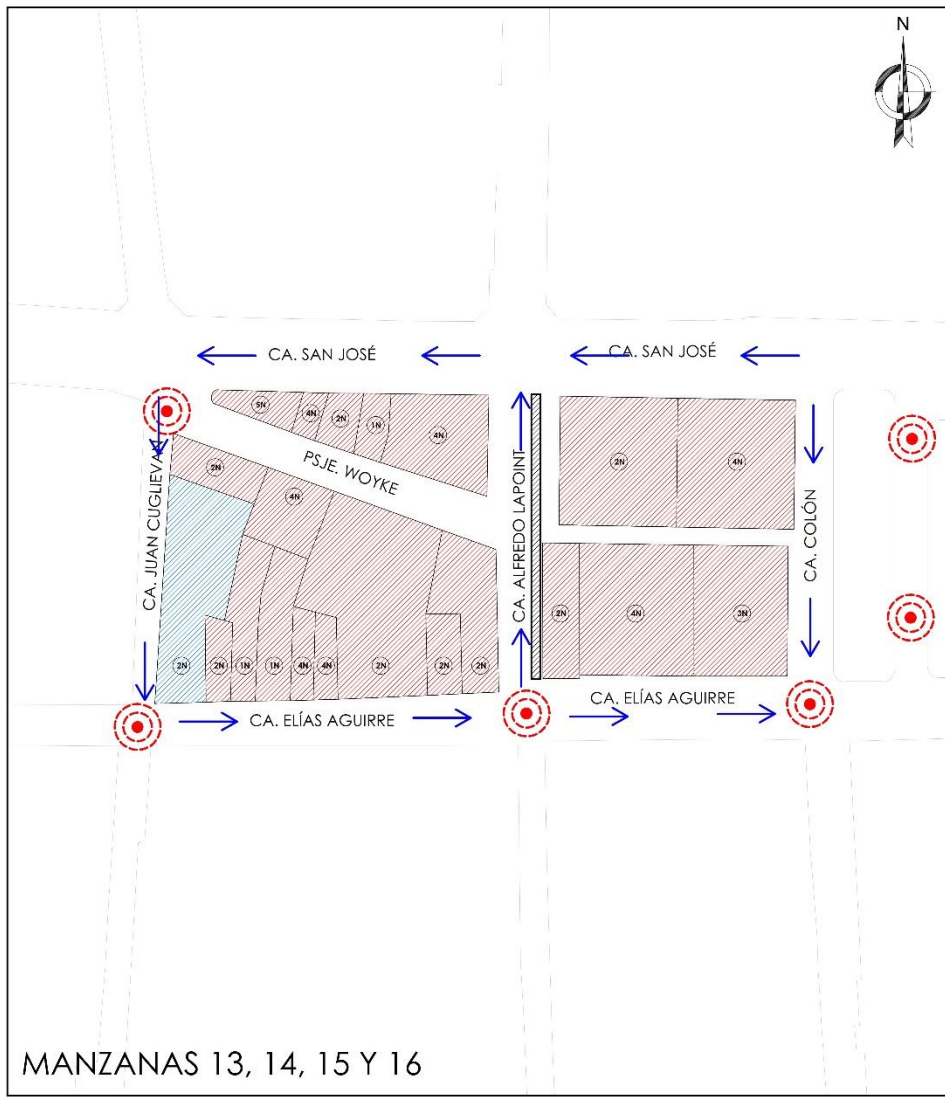 N
CA. SAN JOSÉ
CA. SAN JOSÉ
5N
4N
2N
1N
4N
2N
4N
PSJE. WOYKE
2N
4N
CA. JUAN CUGLIEVAN
CA. ALFREDO LAPOINT
CA. COLÓN
2N
4N
3N
2N
2N
1N
1N
4N
4N
2N
2N
2N
CA. ELÍAS AGUIRRE
CA. ELÍAS AGUIRRE
MANZANAS 13, 14, 15 Y 16